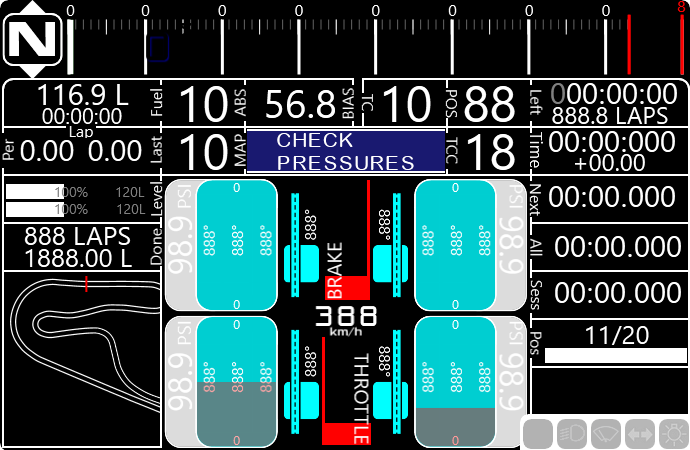 0 0 0 0 0 0 0 0 8
N
116.9 L
00:00:00
Fuel
10
ABS
56.8
BIAS
TC
10
POS
88
Left
000:00:00
888.8 LAPS
Per
Lap
0.00 0.00
Last
10
MAP
CHECK
PRESSURES
TCC
18
Time
00:00:00
+00.00
100% 120L
100% 120L
Level
888 LAPS
1888.00 L
Done
Next
00:00.000
All
00:00.000
Sess
00:00.000
Pos
11/20
PSI
98.9
0
888° 888° 888°
0
888°
BRAKE
888°
0
888° 888° 888°
0
PSI
98.9
388
km/h
PSI
98.9
0
888° 888° 888°
0
888°
THROTTLE
888°
0
888° 888° 888°
0
PSI
98.9